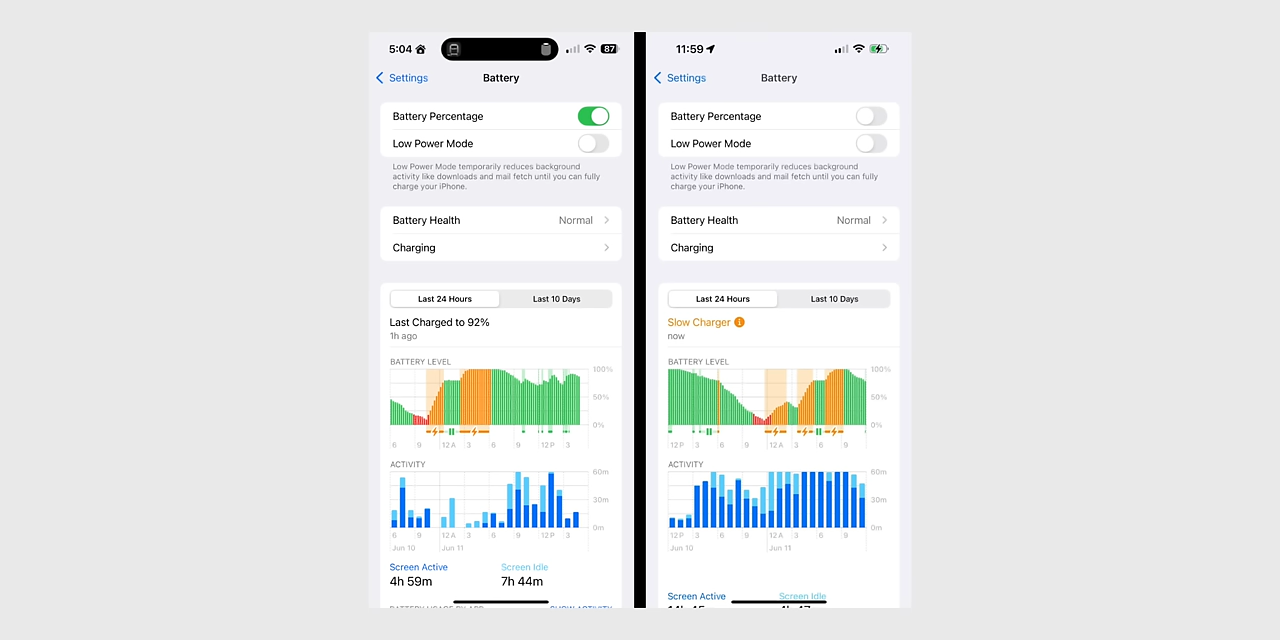 5:04
87
Settings
Battery
Battery Percentage
Low Power Mode
Low Power Mode temporarily reduces background
activity like downloads and mail fetch until you can fully
charge your iPhone.
Battery Health Normal
Charging
Last 24 Hours Last 10 Days
Last Charged to 92%
1h ago
BATTERY LEVEL
100%
50%
0%
6 9 12 A 3 6 9 12 P 3
ACTIVITY
60m
30m
0m
6 9 12 A 3 6 9 12 P 3
Jun 10 Jun 11
Screen Active Screen Idle
4h 59m 7h 44m
BATTERY USAGE BY APP SHOW ACTIVITY
11:59
Settings
Battery
Battery Percentage
Low Power Mode
Low Power Mode temporarily reduces background
activity like downloads and mail fetch until you can fully
charge your iPhone.
Battery Health Normal
Charging
Last 24 Hours Last 10 Days
Slow Charger
now
BATTERY LEVEL
100%
50%
0%
12 P 3 6 9 12 A 3 6 9
ACTIVITY
60m
30m
0m
12 P 3 6 9 12 A 3 6 9
Jun 10 Jun 11
Screen Active Screen Idle